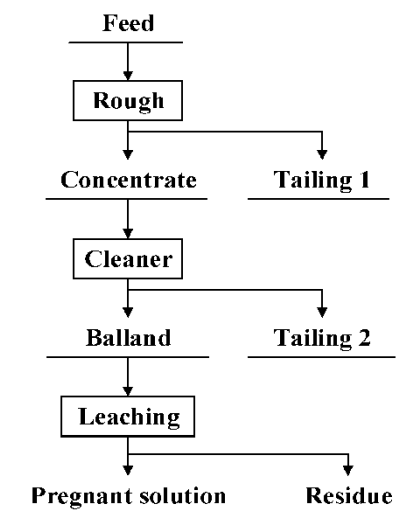 Feed
Rough
Concentrate
Tailing 1
Cleaner
Balland
Tailing 2
Leaching
Pregnant solution
Residue